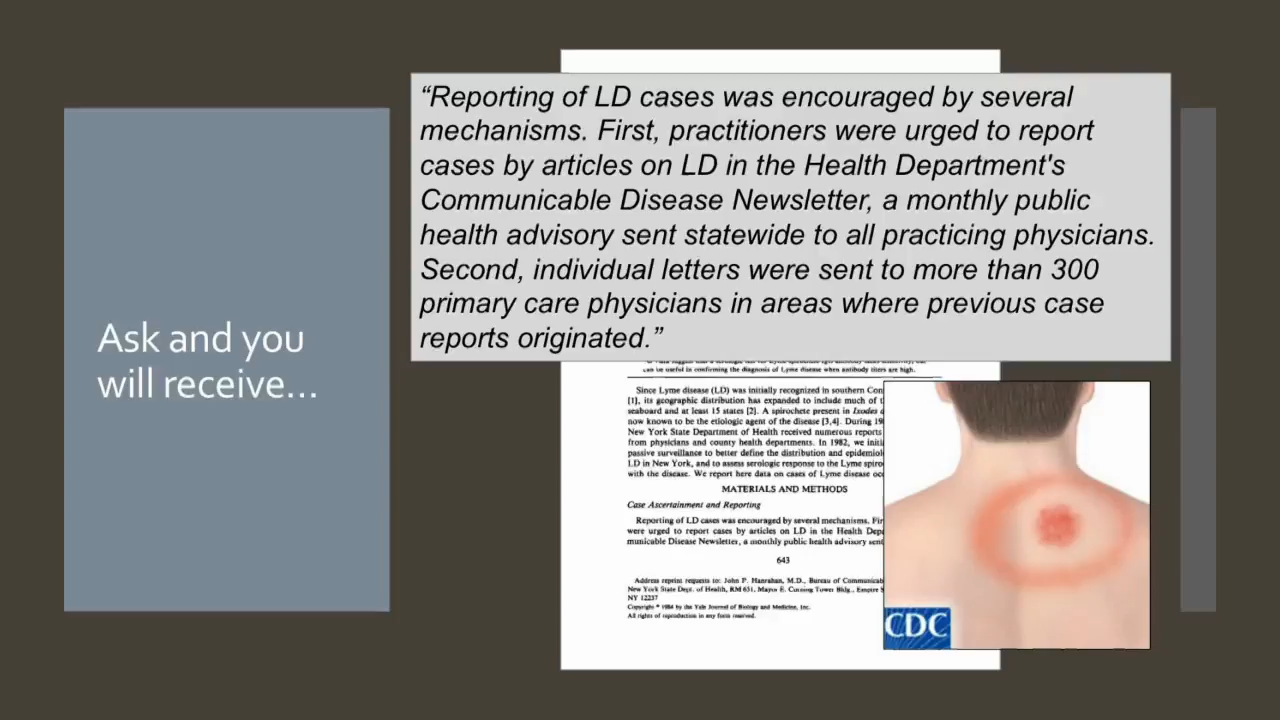 Ask and you
will receive…
“Reporting of LD cases was encouraged by several
mechanisms. First, practitioners were urged to report
cases by articles on LD in the Health Department's
Communicable Disease Newsletter, a monthly public
health advisory sent statewide to all practicing physicians.
Second, individual letters were sent to more than 300
primary care physicians in areas where previous case
reports originated.”
can be useful in confirming the diagnosis of Lyme disease when antibody titers are high.
Since Lyme disease (LD) was initially recognized in southern Con
[1], its geographic distribution has expanded to include much of t
seaboard and at least 15 states [2]. A spirochete present in Ixodes d
now known to be the etiologic agent of the disease [3,4]. During 19
New York State Department of Health received numerous reports
from physicians and county health departments. In 1982, we initi
passive surveillance to better define the distribution and epidemiol
LD in New York, and to assess serologic response to the Lyme spiro
with the disease. We report here data on cases of Lyme disease occ
MATERIALS AND METHODS
Case Ascertainment and Reporting
Reporting of LD cases was encouraged by several mechanisms. Fir
were urged to report cases by articles on LD in the Health Depa
municable Disease Newsletter, a monthly public health advisory sent
643
Address reprint requests to: John P. Hanrahan, M.D., Bureau of Communicab
New York State Dept. of Health, RM 651, Mayor E. Corning Tower Bldg., Empire S
NY 12237
Copyright © 1984 by the Yale Journal of Biology and Medicine, Inc.
All rights of reproduction in any form reserved.
CDC